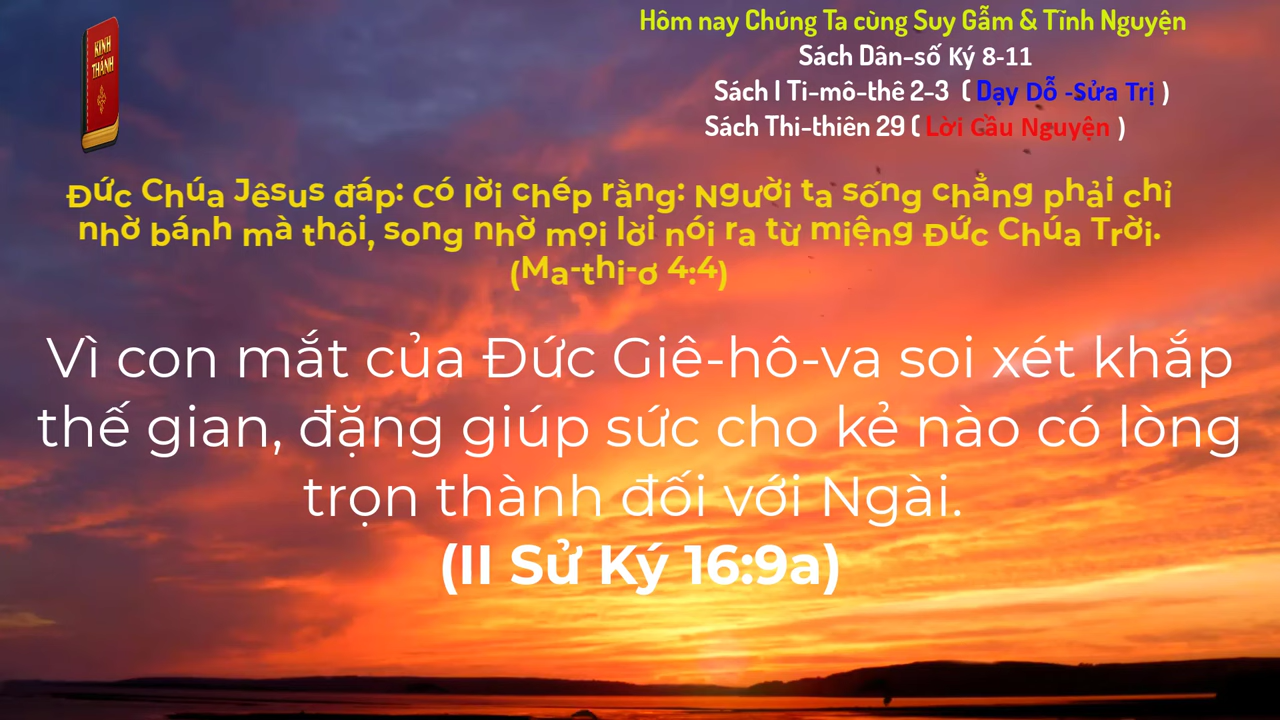 KINH
THÁNH
Hôm nay Chúng Ta cùng Suy Gẫm & Tĩnh Nguyện
Sách Dân-số Ký 8-11
Sách I Ti-mô-thê 2-3 ( Dạy Dỗ -Sửa Trị )
Sách Thi-thiên 29 ( Lời Cầu Nguyện )
Đức Chúa Jêsus đáp: Có lời chép rằng: Người ta sống chẳng phải chỉ
nhờ bánh mà thôi, song nhờ mọi lời nói ra từ miệng Đức Chúa Trời.
(Ma-thi-ơ 4:4)
Vì con mắt của Đức Giê-hô-va soi xét khắp
thế gian, đặng giúp sức cho kẻ nào có lòng
trọn thành đối với Ngài.
(II Sử Ký 16:9a)